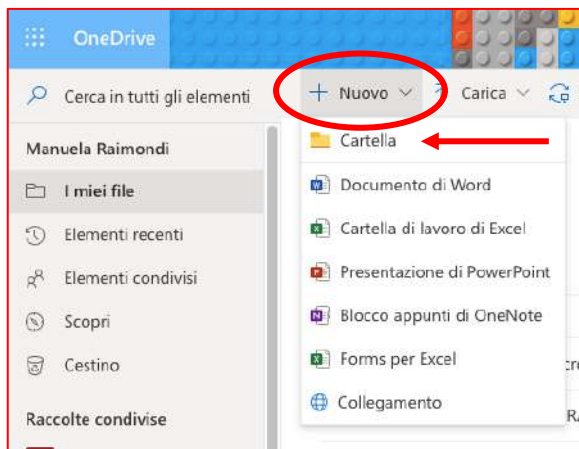 OneDrive
Cerca in tutti gli elementi
Nuovo
Carica
Manuela Raimondi
I miei file
Elementi recenti
Elementi condivisi
Scopri
Cestino
Raccolte condivise
Cartella
Documento di Word
Cartella di lavoro di Excel
Presentazione di PowerPoint
Blocco appunti di OneNote
Forms per Excel
Collegamento